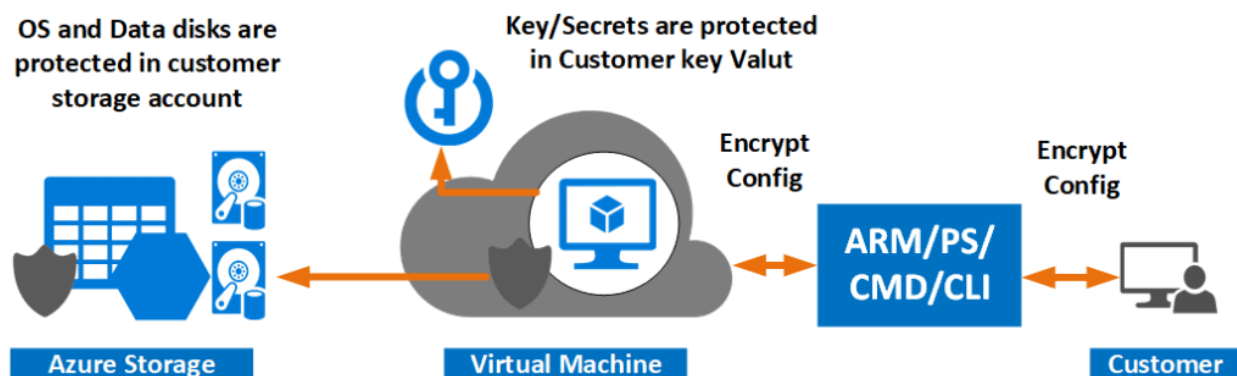 OS and Data disks are
protected in customer
storage account
Key/Secrets are protected
in Customer key Valut
Encrypt
Config
Encrypt
Config
ARM/PS/
CMD/CLI
Azure Storage
Virtual Machine
Customer